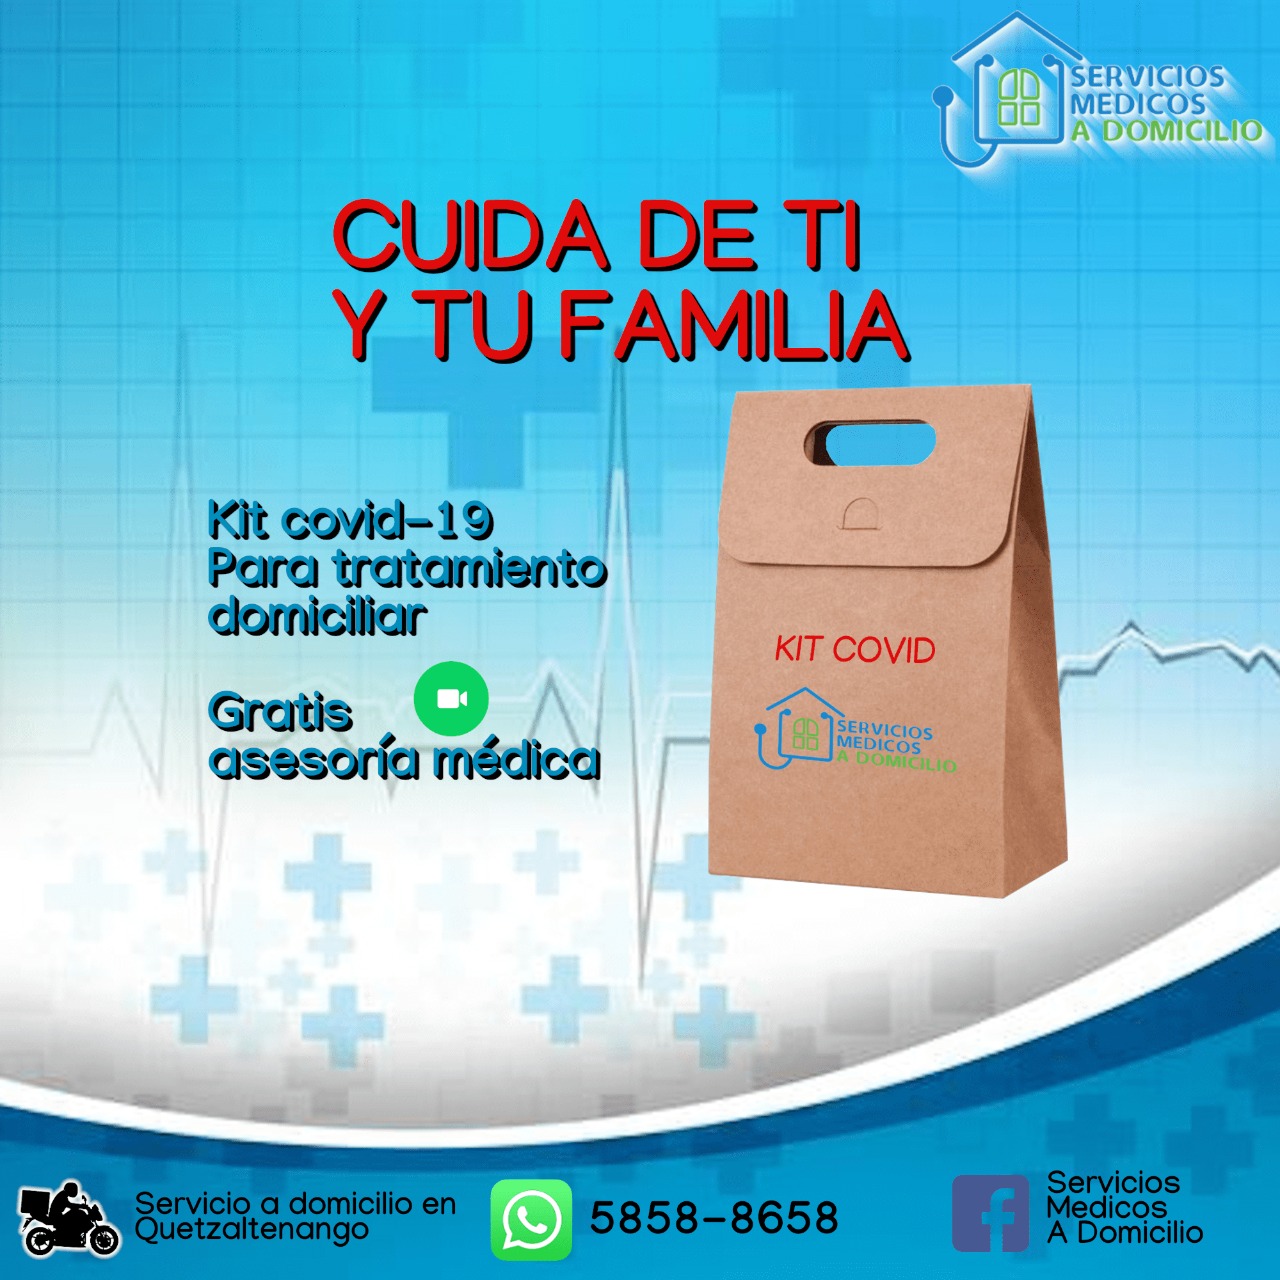 SERVICIOS
MEDICOS
A DOMICILIO
CUIDA DE TI
Y TU FAMILIA
Kit covid-19
Para tratamiento
domiciliar
Gratis
asesoría médica
KIT COVID
SERVICIOS
MEDICOS
A DOMICILIO
Servicio a domicilio en
Quetzaltenango
5858-8658
Servicios
Medicos
A Domicilio